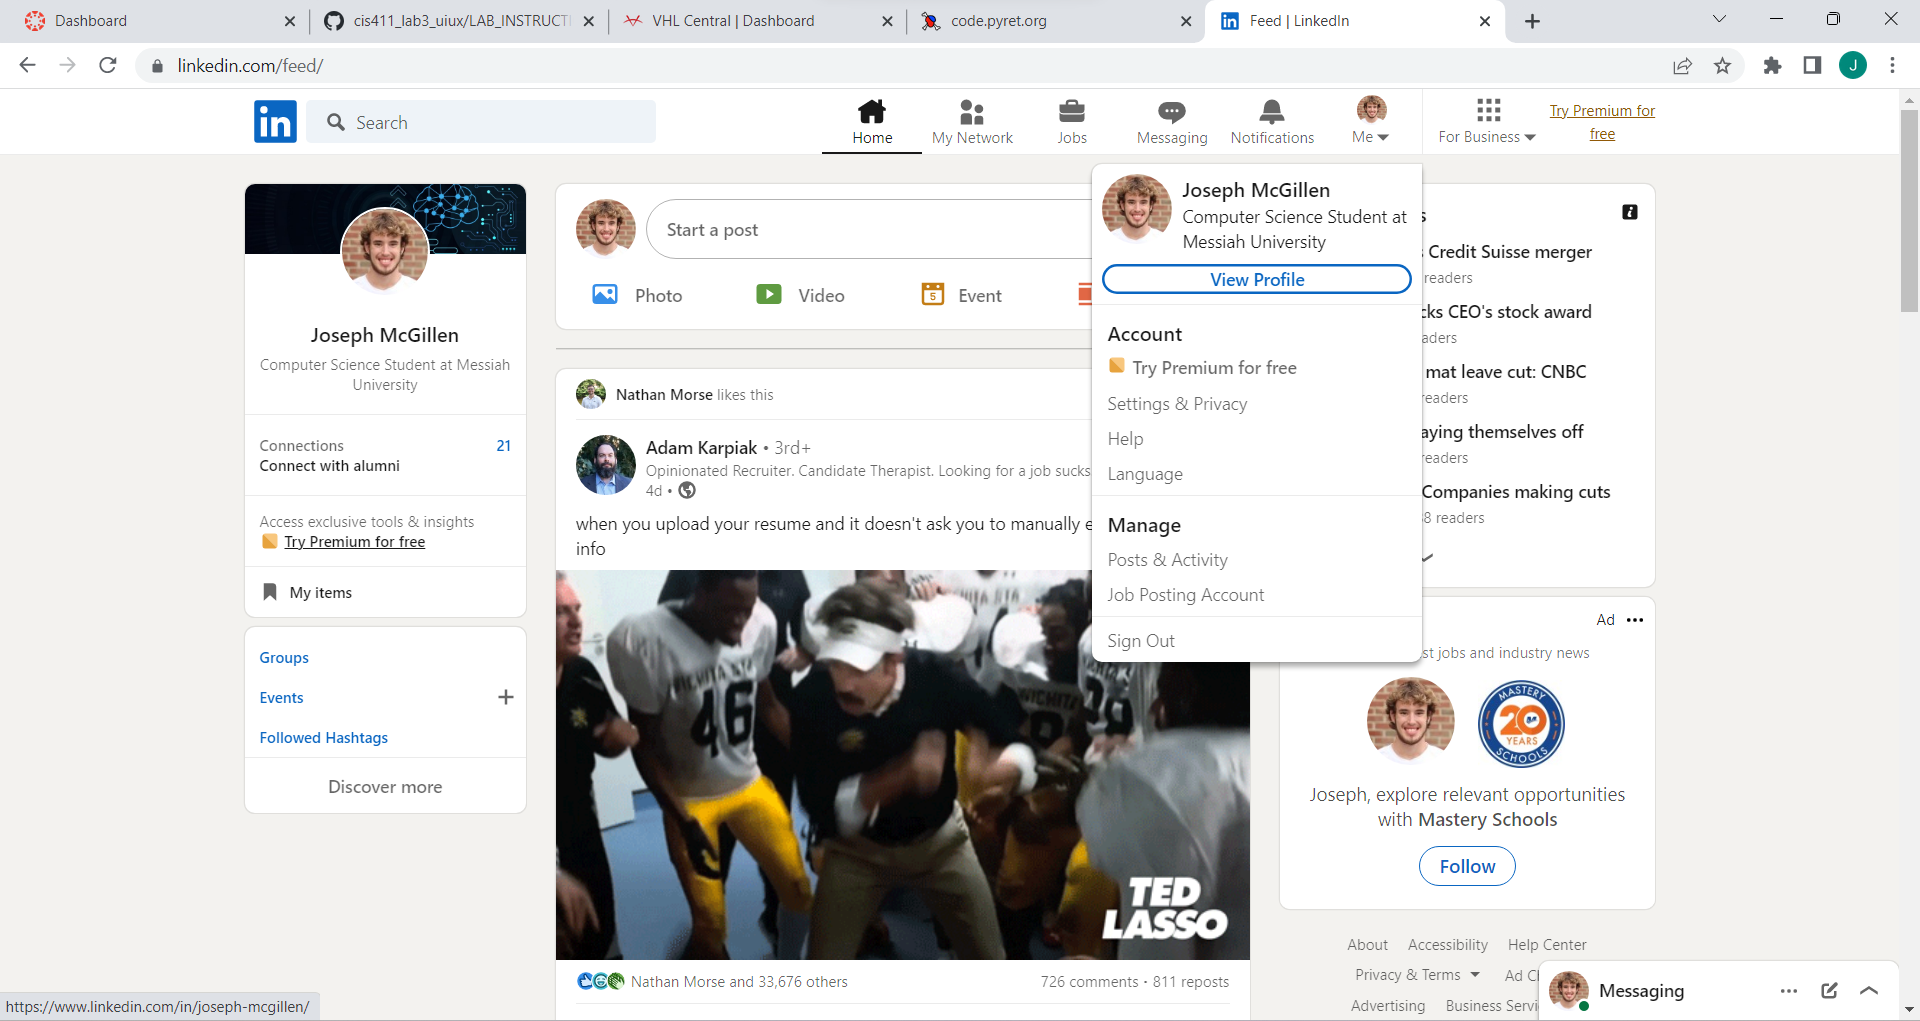 Dashboard
cis411_lab3_uiux/LAB_INSTRUCTI
VHL Central | Dashboard
code.pyret.org
Feed | LinkedIn
linkedin.com/feed/
J
in
Search
Home
My Network
Jobs
Messaging
Notifications
Me
For Business
Try Premium for
free
Joseph McGillen
Computer Science Student at Messiah
University
Connections 21
Connect with alumni
Access exclusive tools & insights
Try Premium for free
My items
Groups
Events
Followed Hashtags
Discover more
Start a post
Photo
Video
5
Event
Nathan Morse likes this
Adam Karpiak • 3rd+
Opinionated Recruiter. Candidate Therapist. Looking for a job sucks
4d •
when you upload your resume and it doesn't ask you to manually e
info
46
WICHITA
TED
LASSO
Nathan Morse and 33,676 others
726 comments • 811 reposts
Joseph McGillen
Computer Science Student at
Messiah University
View Profile
Account
Try Premium for free
Settings & Privacy
Help
Language
Manage
Posts & Activity
Job Posting Account
Sign Out
s
Credit Suisse merger
readers
cks CEO's stock award
aders
mat leave cut: CNBC
readers
aying themselves off
readers
Companies making cuts
8 readers
Ad
st jobs and industry news
MASTERY
20
YEARS
SCHOOLS
Joseph, explore relevant opportunities
with Mastery Schools
Follow
About Accessibility Help Center
Privacy & Terms Ad Ch
Advertising Business Servi
Messaging
https://www.linkedin.com/in/joseph-mcgillen/